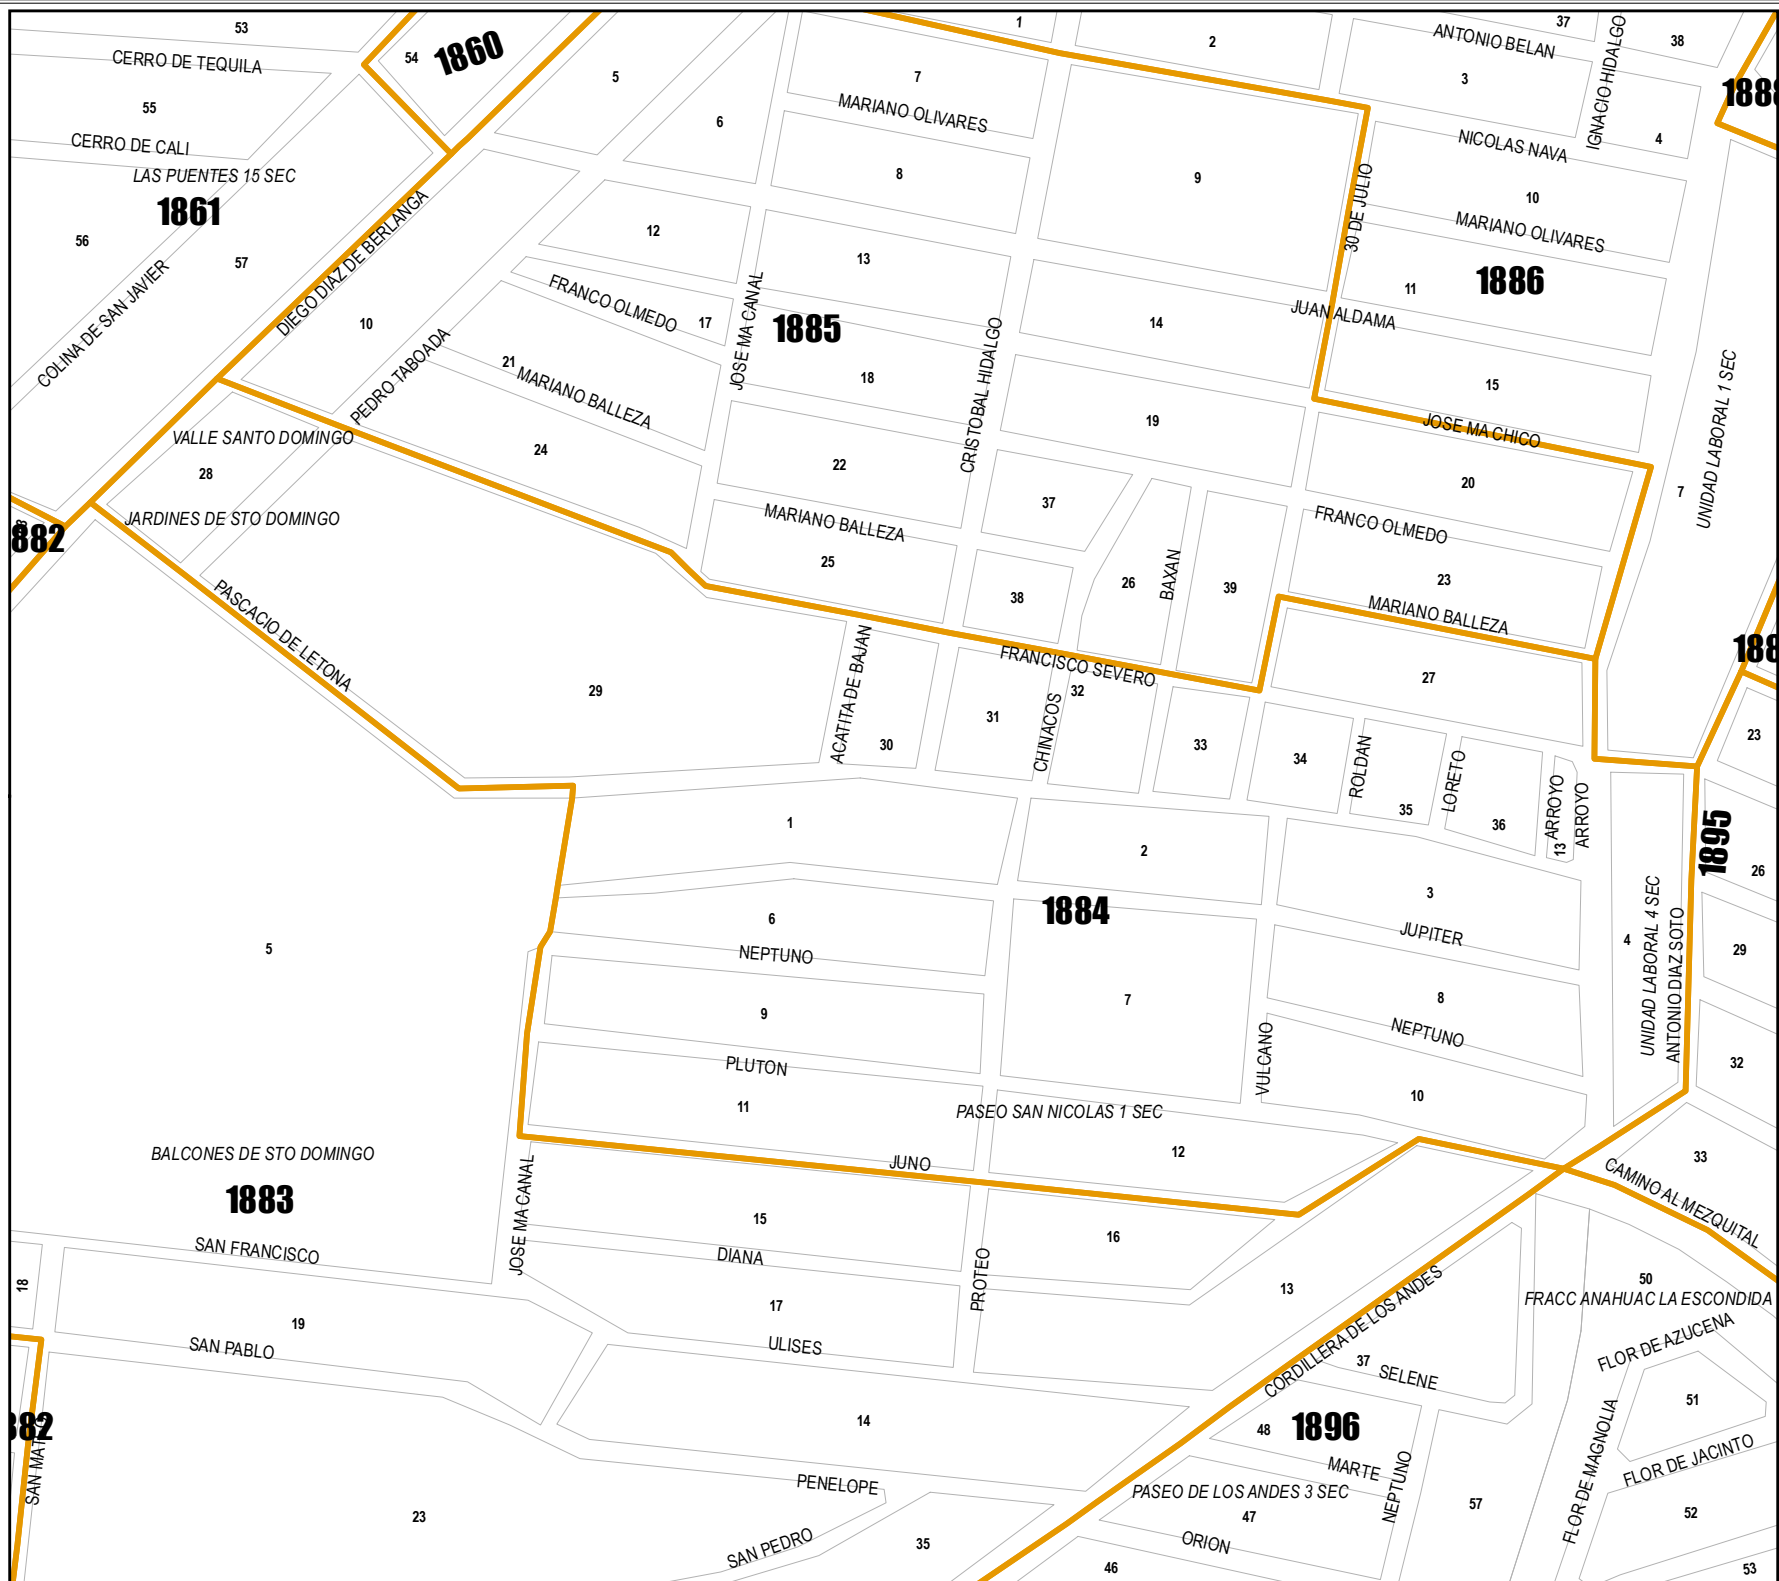 53
1
37
38
CERRO DE TEQUILA
54
1860
5
7
2
ANTONIO BELAN
3
IGNACIO HIDALGO
55
6
MARIANO OLIVARES
4
CERRO DE CALI
NICOLAS NAVA
LAS PUENTES 15 SEC
1861
8
9
30 DE JULIO
10
56
57
12
13
MARIANO OLIVARES
1886
DIEGO DIAZ DE BERLANGA
COLINA DE SAN JAVIER
10
FRANCO OLMEDO
17
JOSE MA CANAL
1885
14
JUAN ALDAMA
11
21
MARIANO BALLEZA
PEDRO TABOADA
18
CRISTOBAL HIDALGO
19
15
JOSE MA CHICO
UNIDAD LABORAL 1 SEC
VALLE SANTO DOMINGO
24
22
20
7
28
37
JARDINES DE STO DOMINGO
MARIANO BALLEZA
FRANCO OLMEDO
882
25
38
26
BAXAN
39
23
MARIANO BALLEZA
PASCACIO DE LETONA
29
ACATITA DE BAJAN
FRANCISCO SEVERO
27
32
31
CHINACOS
30
33
34
ROLDAN
LORETO
23
35
36
ARROYO
ARROYO
13
1
2
1895
26
3
6
1884
JUPITER
UNIDAD LABORAL 4 SEC
4
ANTONIO DIAZ SOTO
29
5
NEPTUNO
7
8
9
NEPTUNO
VULCANO
32
PLUTON
11
PASEO SAN NICOLAS 1 SEC
10
12
BALCONES DE STO DOMINGO
JUNO
33
CAMINO AL MEZQUITAL
1883
JOSE MA CANAL
15
16
SAN FRANCISCO
DIANA
PROTEO
13
50
18
FRACC ANAHUAC LA ESCONDIDA
19
17
CORDILLERA DE LOS ANDES
SAN PABLO
ULISES
37
SELENE
FLOR DE AZUCENA
51
14
48
1896
FLOR DE MAGNOLIA
FLOR DE JACINTO
MARTE
NEPTUNO
PENELOPE
PASEO DE LOS ANDES 3 SEC
57
23
47
52
SAN PEDRO
35
ORION
46
53